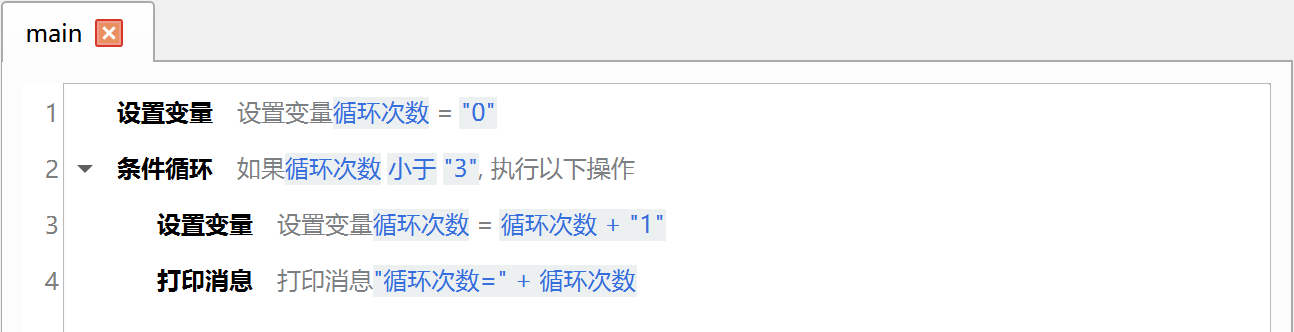 main
1 设置变量 设置变量循环次数 = "0"
2 条件循环 如果循环次数 小于 "3", 执行以下操作
3 设置变量 设置变量循环次数 = 循环次数 + "1"
4 打印消息 打印消息"循环次数=" + 循环次数